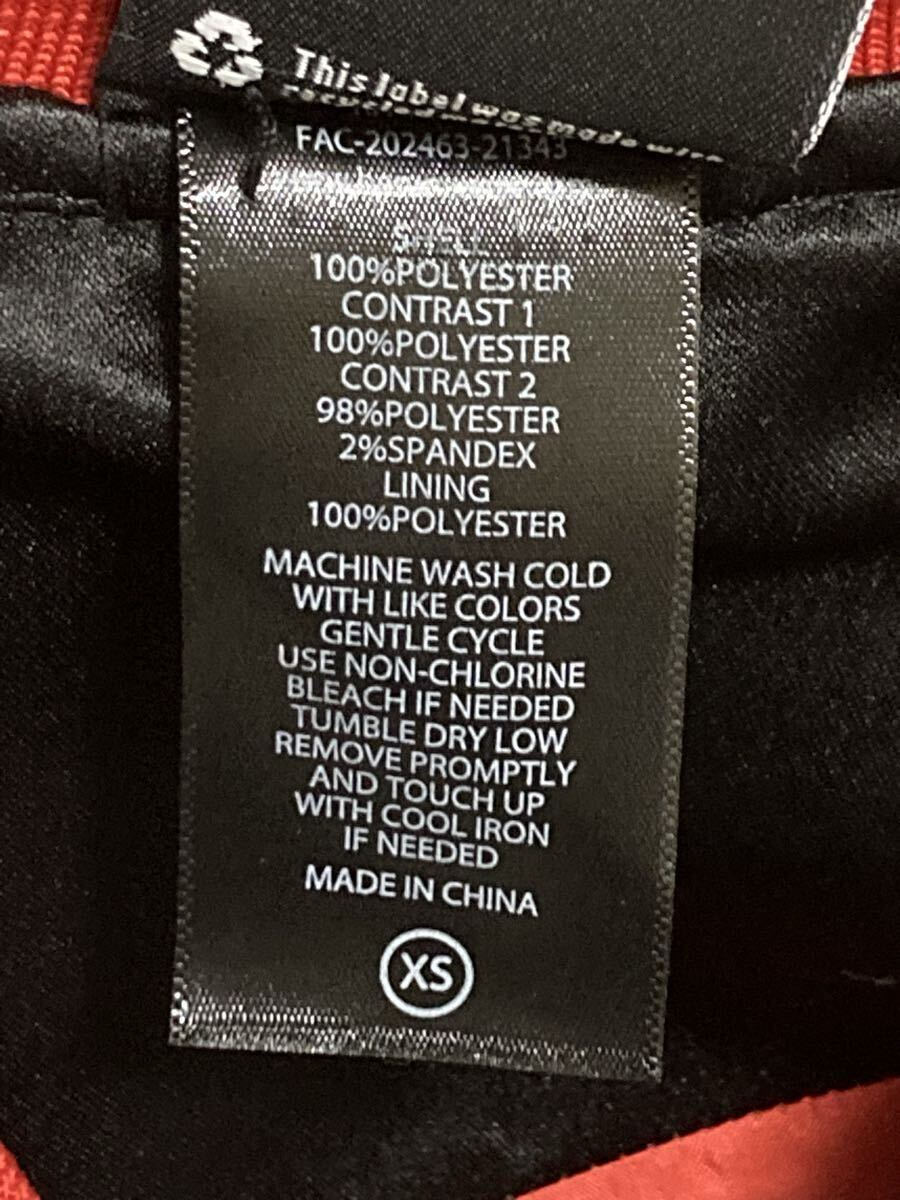 This label was made with
recycled
FAC-202463-21343
SHELL
100%POLYESTER
CONTRAST 1
100%POLYESTER
CONTRAST 2
98%POLYESTER
2%SPANDEX
LINING
100%POLYESTER
MACHINE WASH COLD
WITH LIKE COLORS
GENTLE CYCLE
USE NON-CHLORINE
BLEACH IF NEEDED
TUMBLE DRY LOW
REMOVE PROMPTLY
AND TOUCH UP
WITH COOL IRON
IF NEEDED
MADE IN CHINA
XS